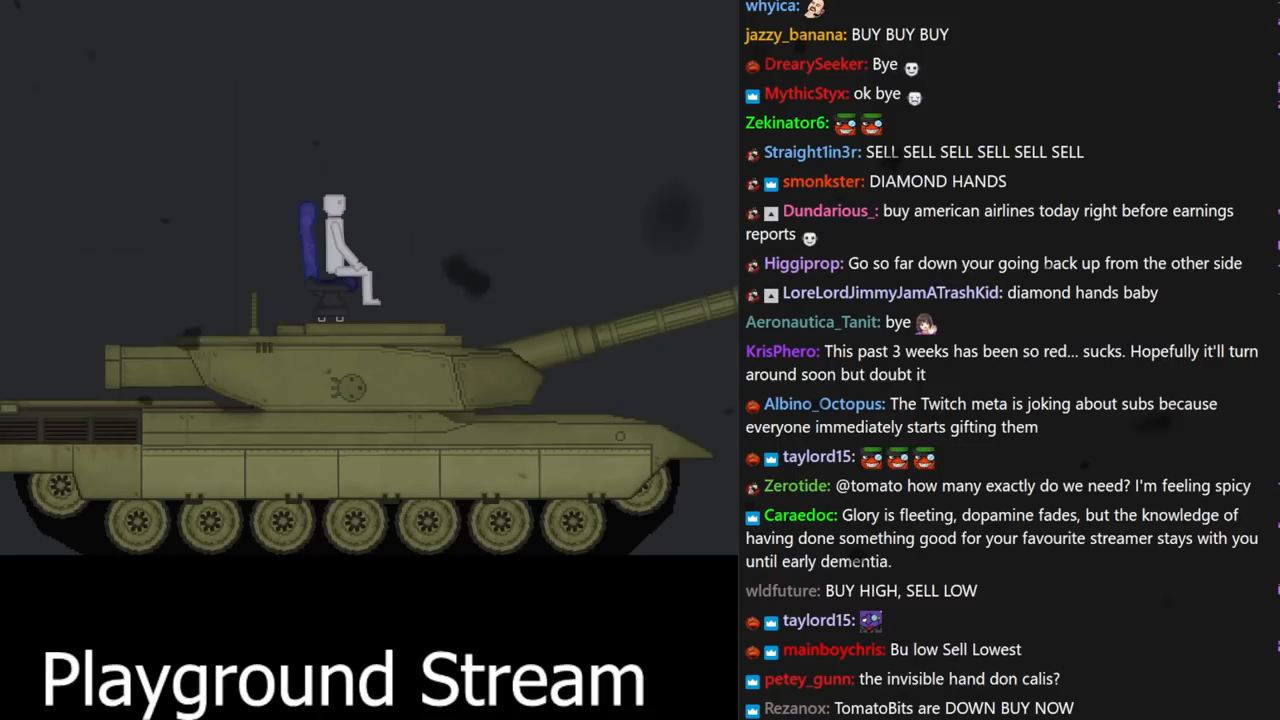 whyica:
jazzy_banana: BUY BUY BUY
DrearySeeker: Bye
MythicStyx: ok bye
Zekinator6:
Straight1in3r: SELL SELL SELL SELL SELL SELL
smonkster: DIAMOND HANDS
Dundarious_: buy american airlines today right before earnings
reports
Higgiprop: Go so far down your going back up from the other side
LoreLordJimmyJamATrashKid: diamond hands baby
Aeronautica_Tanit: bye
KrisPhero: This past 3 weeks has been so red... sucks. Hopefully it'll turn
around soon but doubt it
Albino_Octopus: The Twitch meta is joking about subs because
everyone immediately starts gifting them
taylord15:
Zerotide: @tomato how many exactly do we need? I'm feeling spicy
Caraedoc: Glory is fleeting, dopamine fades, but the knowledge of
having done something good for your favourite streamer stays with you
until early dementia.
wldfuture: BUY HIGH, SELL LOW
taylord15:
mainboychris: Bu low Sell Lowest
petey_gunn: the invisible hand don calis?
Rezanox: TomatoBits are DOWN BUY NOW
Playground Stream